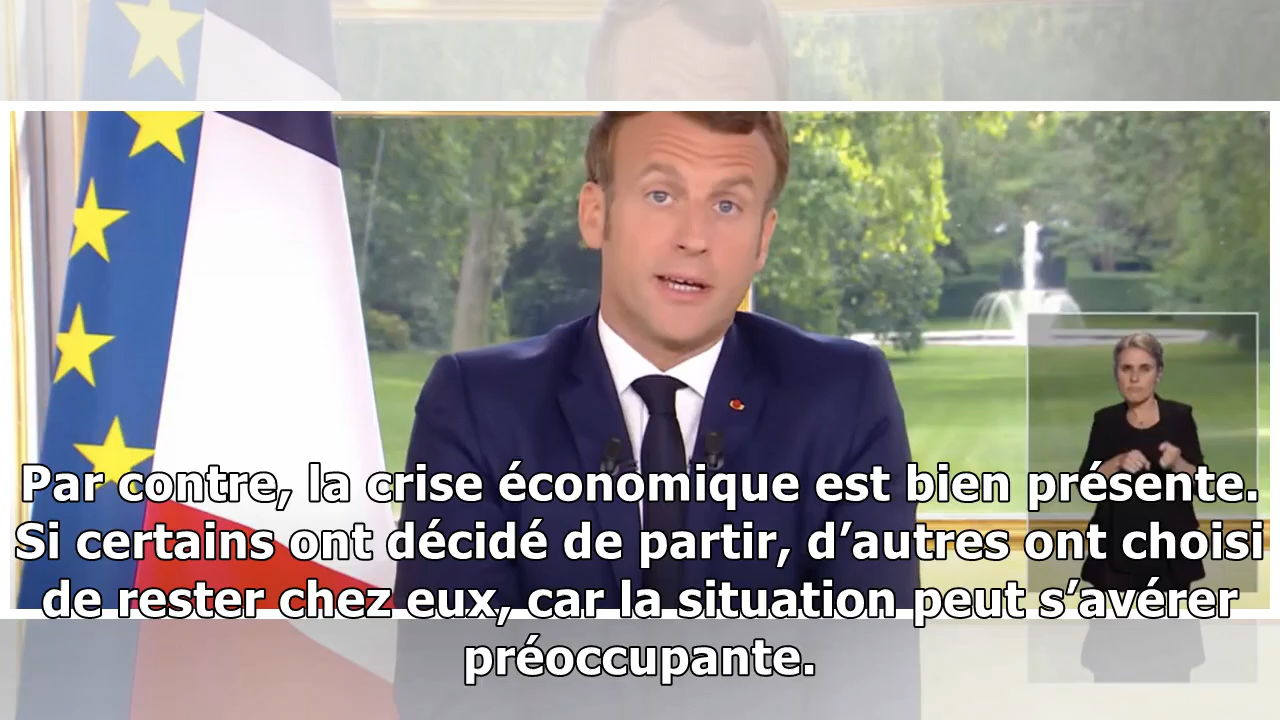 Par contre, la crise économique est bien présente.
Si certains ont décidé de partir, d’autres ont choisi
de rester chez eux, car la situation peut s’avérer
préoccupante.